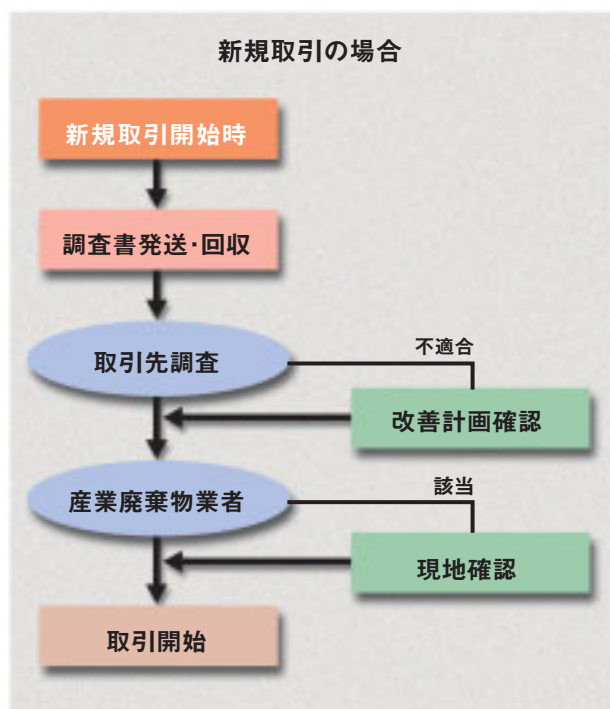 新規取引の場合
新規取引開始時
調査書発送・回収
取引先調査
不適合
改善計画確認
産業廃棄物業者
該当
現地確認
取引開始